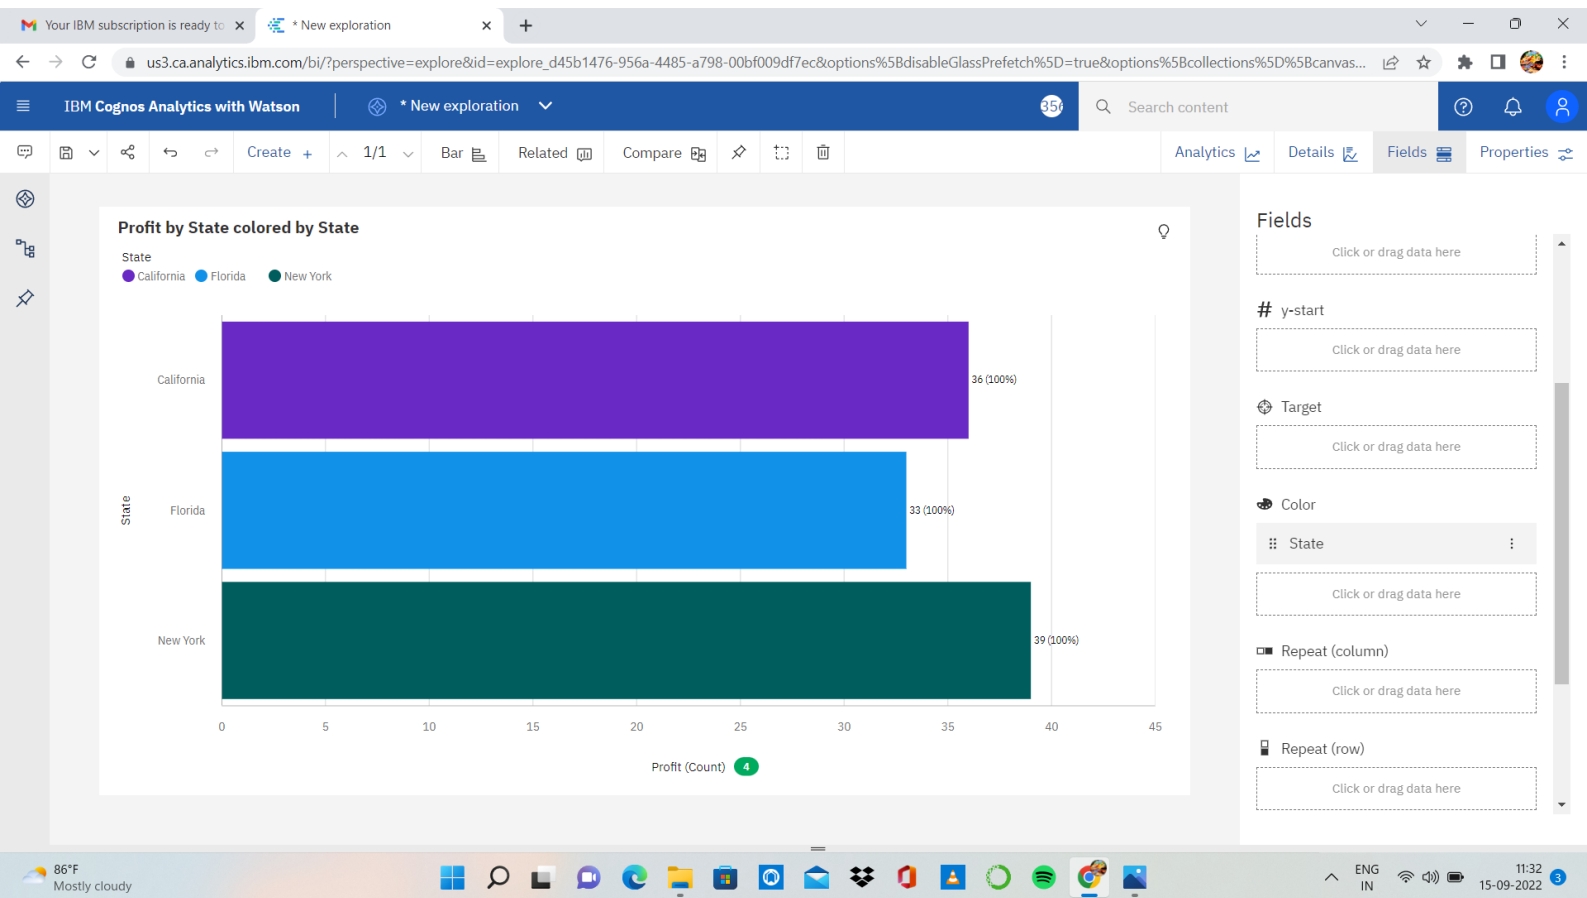 Your IBM subscription is ready to
* New exploration
us3.ca.analytics.ibm.com/bi/?perspective=explore&id=explore_d45b1476-956a-4485-a798-00bf009df7ec&options%5BdisableGlassPrefetch%5D=true&options%5Bcollections%5D%5Bcanvas...
IBM Cognos Analytics with Watson
* New exploration
Search content
Create +
1/1
Bar
Related
Compare
Analytics
Details
Fields
Properties
Profit by State colored by State
State
California
Florida
New York
State
California
36 (100%)
Florida
33 (100%)
New York
39 (100%)
0 5 10 15 20 25 30 35 40 45
Profit (Count) 4
Fields
Click or drag data here
# y-start
Click or drag data here
Target
Click or drag data here
Color
State
Click or drag data here
Repeat (column)
Click or drag data here
Repeat (row)
Click or drag data here
86°F
Mostly cloudy
ENG
IN
11:32
15-09-2022
3